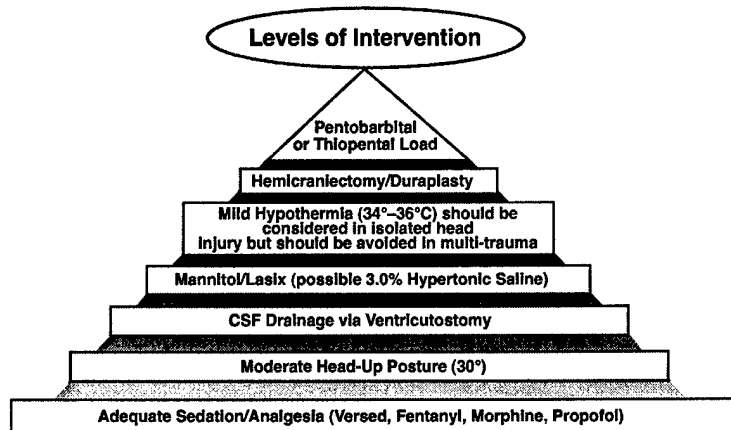 Levels of Intervention
Pentobarbital
or Thiopental Load
Hemicraniectomy/Duraplasty
Mild Hypothermia (34°–36°C) should be
considered in isolated head
injury but should be avoided in multi-trauma
Mannitol/Lasix (possible 3.0% Hypertonic Saline)
CSF Drainage via Ventricutostomy
Moderate Head-Up Posture (30°)
Adequate Sedation/Analgesia (Versed, Fentanyl, Morphine, Propofol)